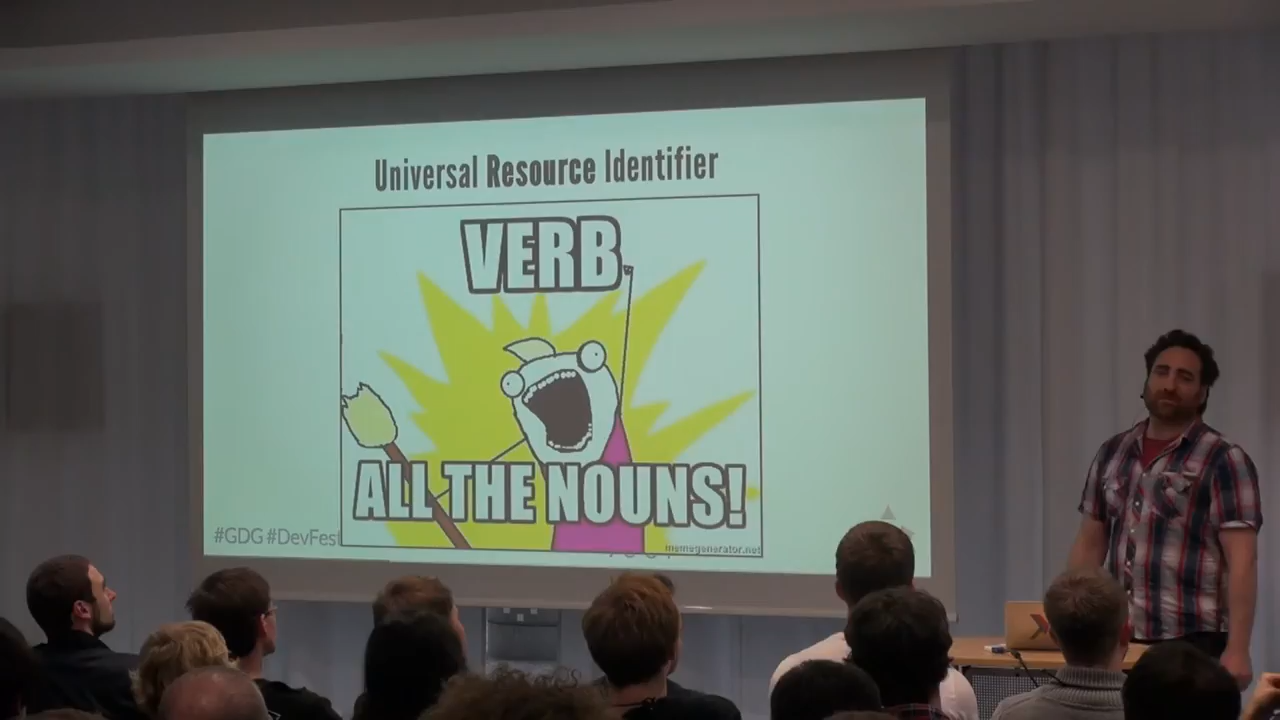 Universal Resource Identifier
VERB
ALL THE NOUNS!
memegenerator.net
#GDG #DevFest